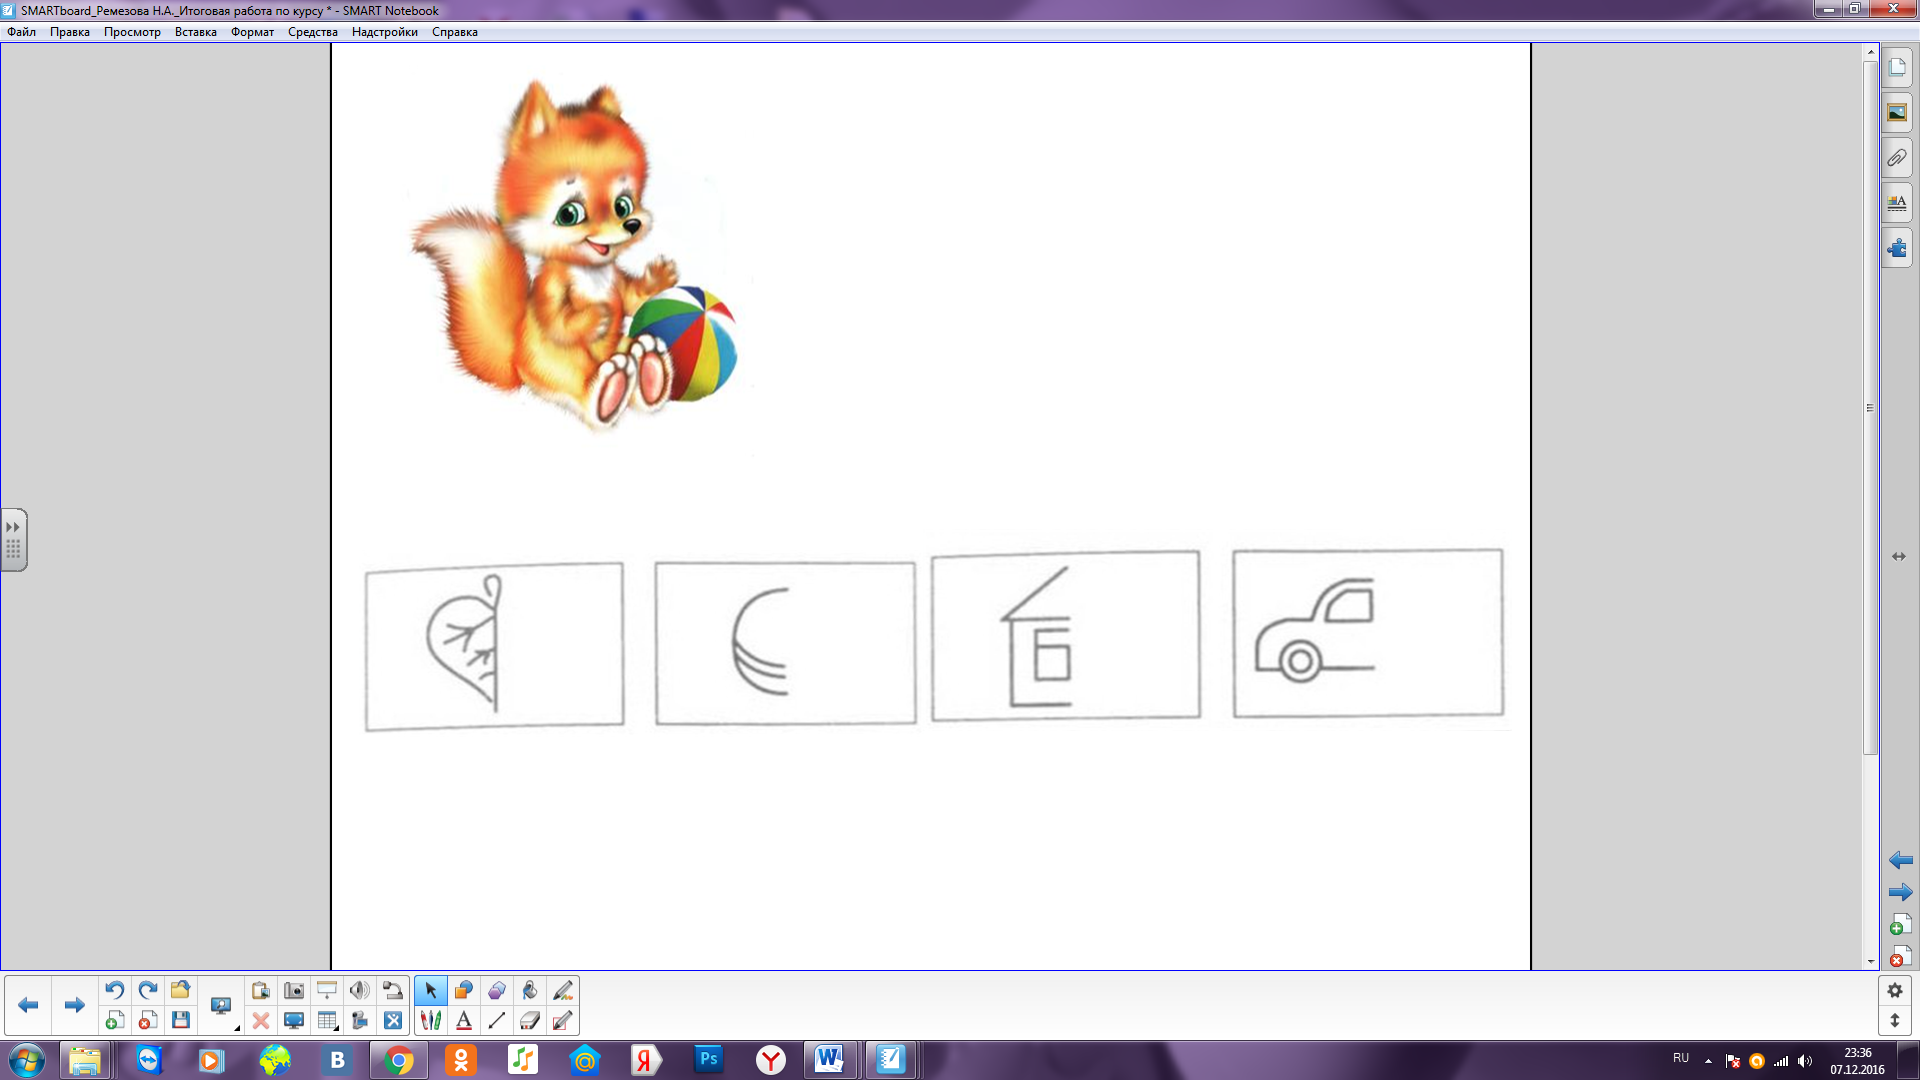 SMARTboard_Ремезова Н.А._Итоговая работа по курсу * - SMART Notebook
Файл Правка Просмотр Вставка Формат Средства Надстройки Справка
RU
23:36
07.12.2016